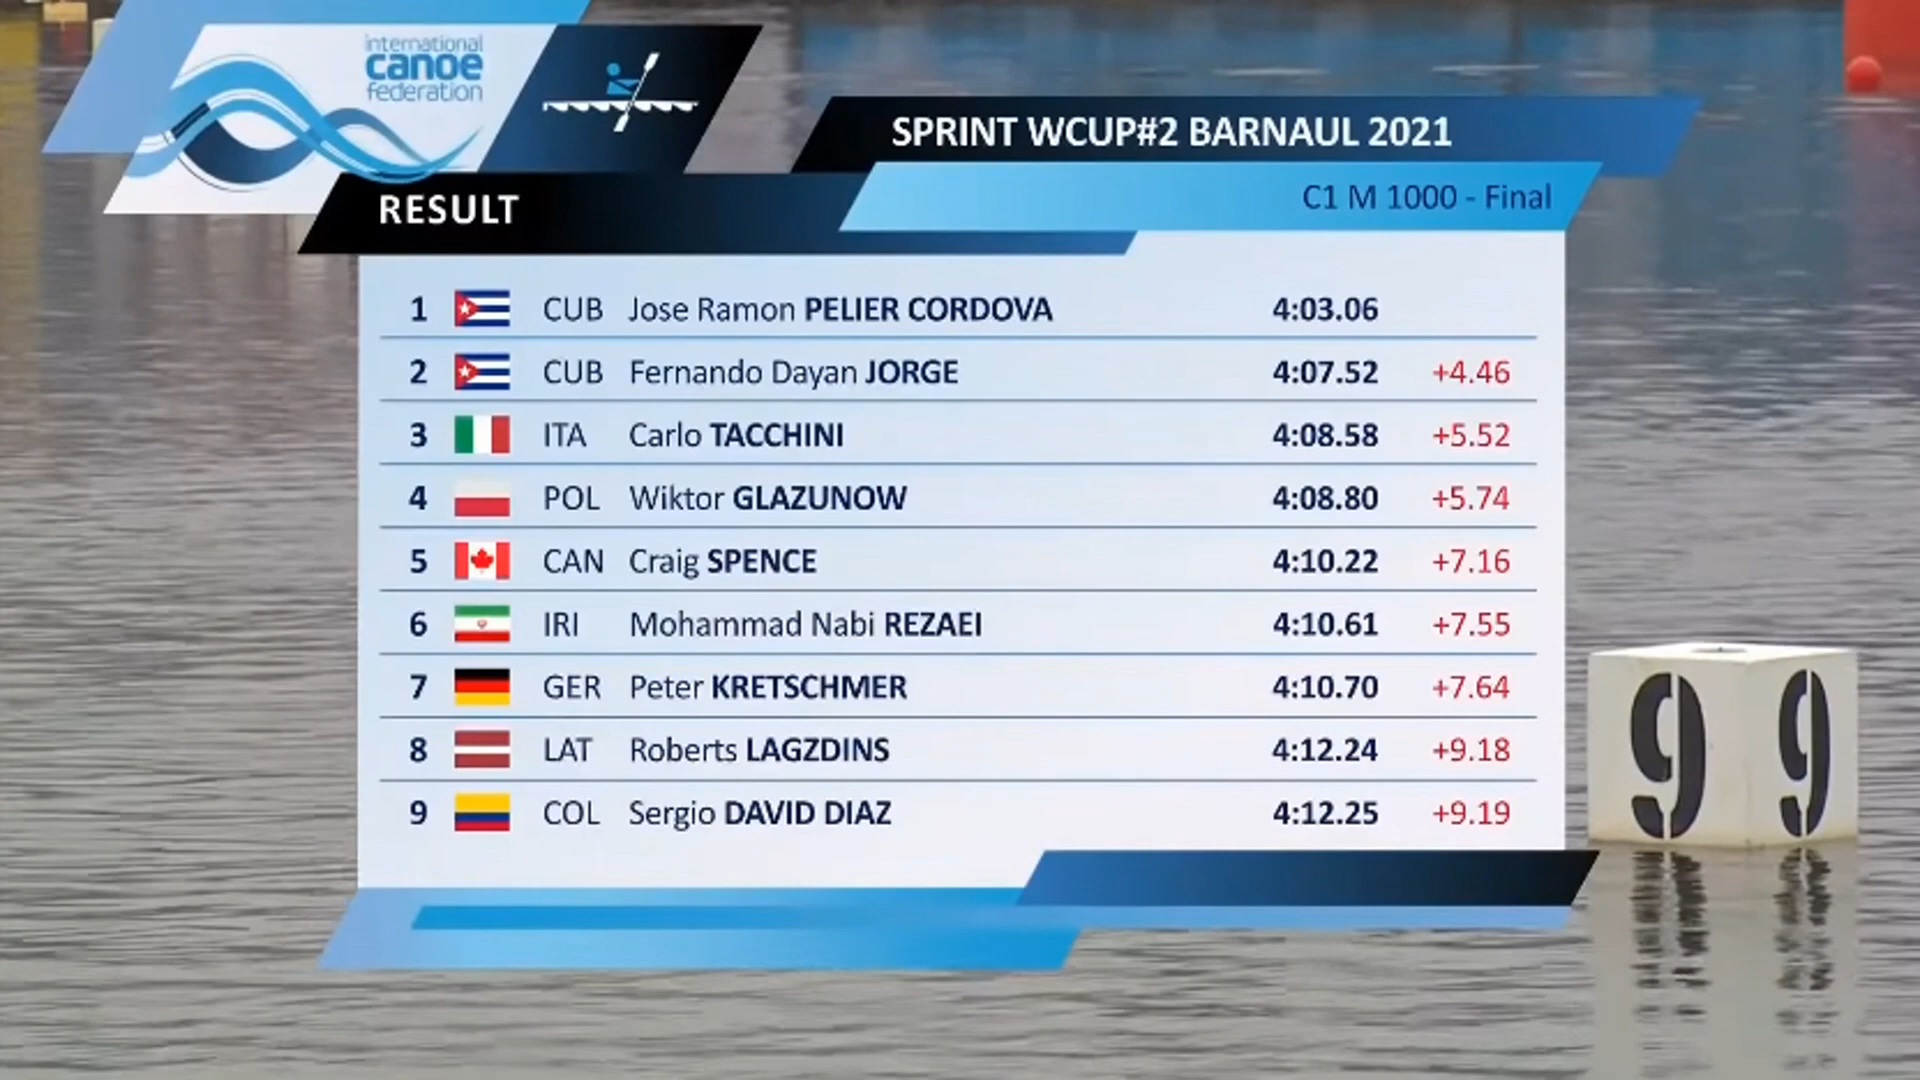 international
canoe
federation
SPRINT WCUP#2 BARNAUL 2021
C1 M 1000 - Final
RESULT
1 CUB Jose Ramon PELIER CORDOVA 4:03.06
2 CUB Fernando Dayan JORGE 4:07.52 +4.46
3 ITA Carlo TACCHINI 4:08.58 +5.52
4 POL Wiktor GLAZUNOW 4:08.80 +5.74
5 CAN Craig SPENCE 4:10.22 +7.16
6 IRI Mohammad Nabi REZAEI 4:10.61 +7.55
7 GER Peter KRETSCHMER 4:10.70 +7.64
8 LAT Roberts LAGZDINS 4:12.24 +9.18
9 COL Sergio DAVID DIAZ 4:12.25 +9.19
9 9